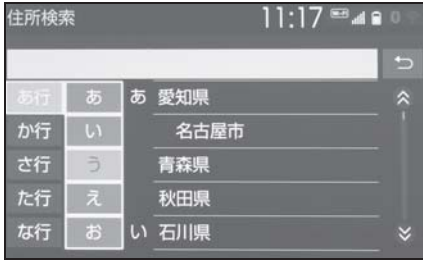 住所検索 11:17
あ行 あ あ 愛知県
か行 い 名古屋市
さ行 う 青森県
た行 え 秋田県
な行 お い 石川県